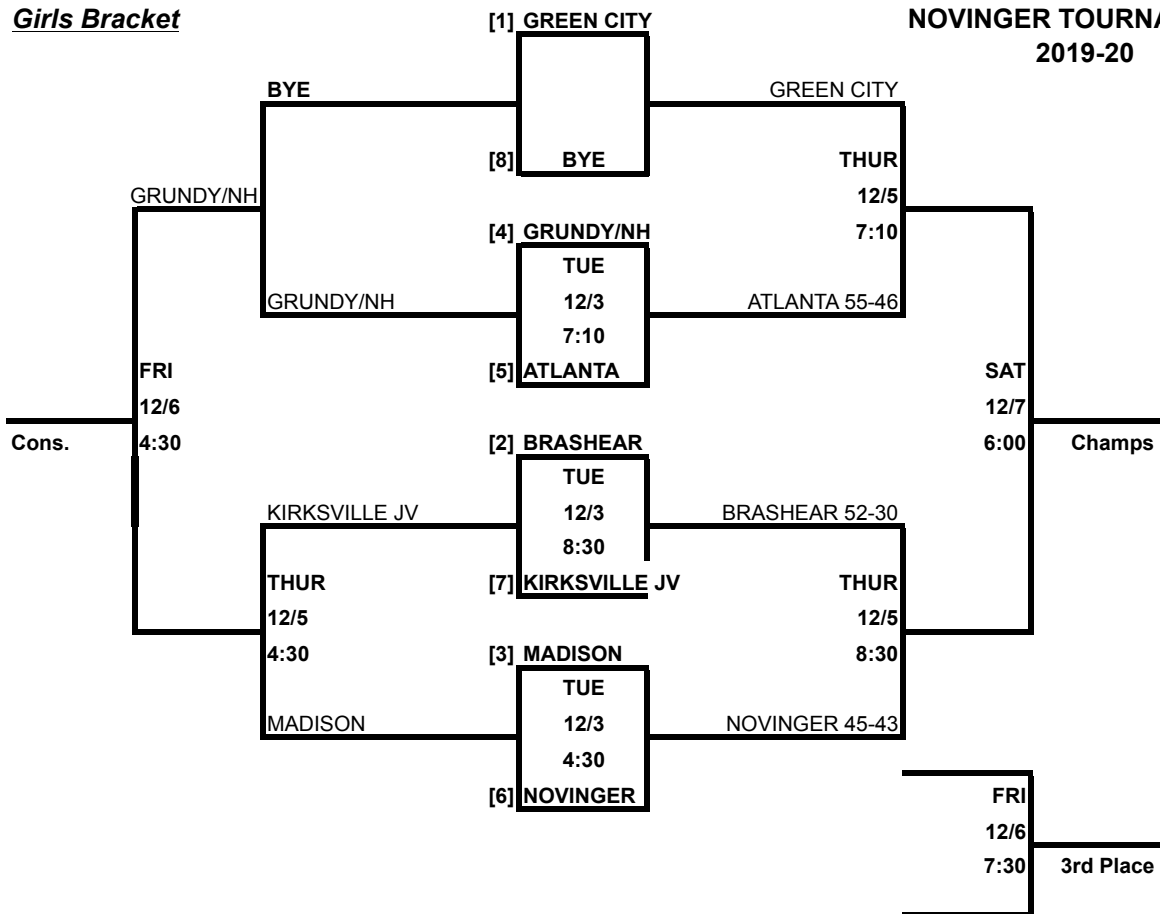 Girls Bracket
[1] GREEN CITY
NOVINGER TOURNA
2019-20
BYE
GREEN CITY
[8] BYE
THUR
12/5
7:10
GRUNDY/NH
[4] GRUNDY/NH
TUE
12/3
7:10
GRUNDY/NH
ATLANTA 55-46
[5] ATLANTA
FRI
12/6
4:30
Cons.
SAT
12/7
6:00
Champs
[2] BRASHEAR
TUE
12/3
8:30
KIRKSVILLE JV
BRASHEAR 52-30
[7] KIRKSVILLE JV
THUR
12/5
4:30
THUR
12/5
8:30
[3] MADISON
TUE
12/3
4:30
MADISON
NOVINGER 45-43
[6] NOVINGER
FRI
12/6
7:30
3rd Place